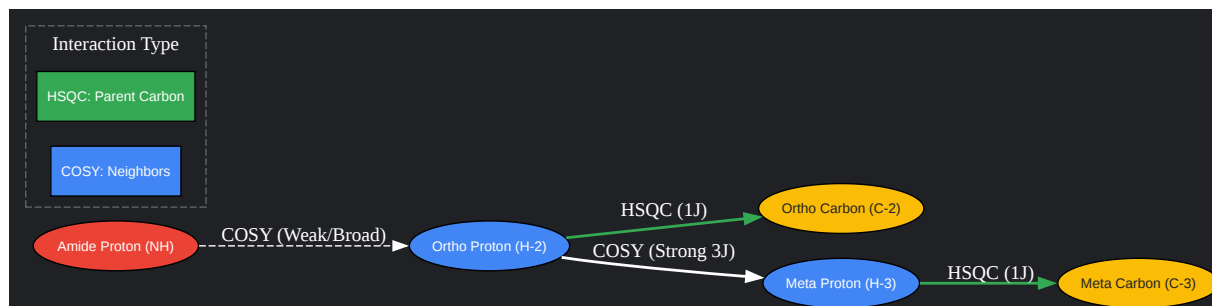 Interaction Type
HSQC: Parent Carbon
COSY: Neighbors
Amide Proton (NH)
COSY (Weak/Broad)
Ortho Proton (H-2)
HSQC (1J)
Ortho Carbon (C-2)
COSY (Strong 3J)
Meta Proton (H-3)
HSQC (1J)
Meta Carbon (C-3)